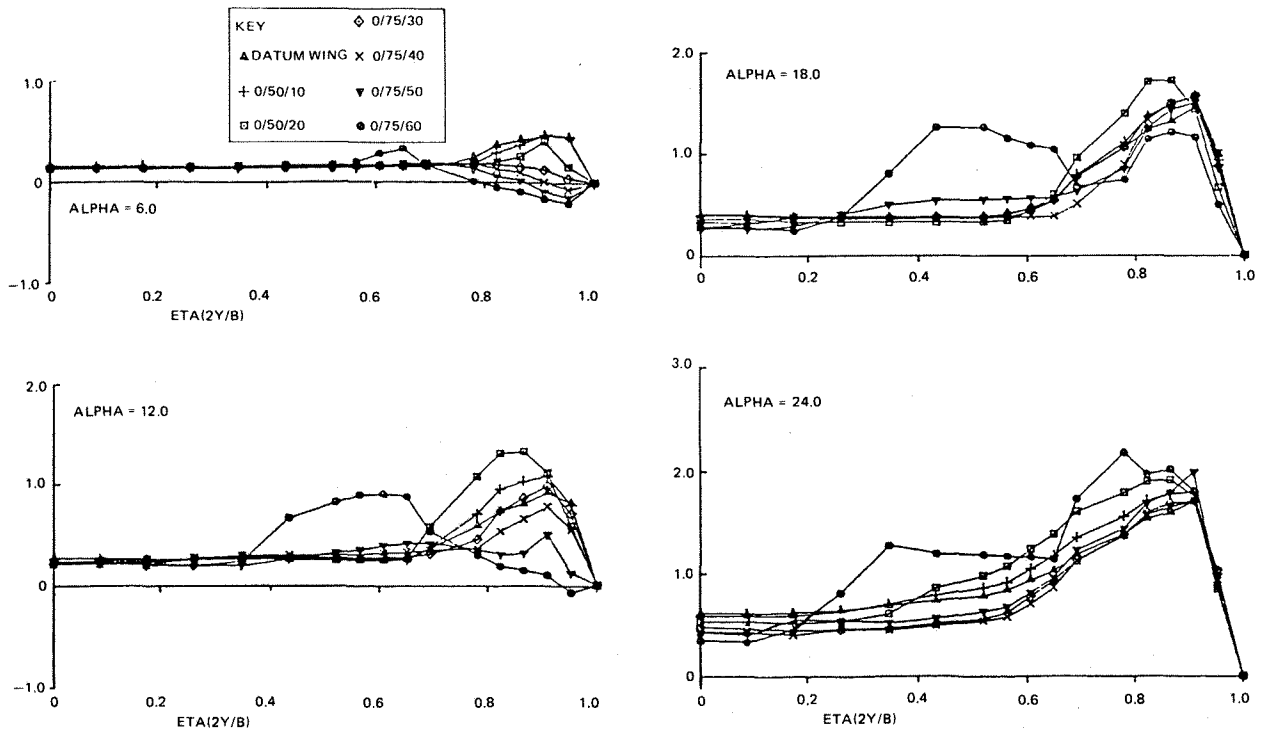 KEY
DATUM WING
0/50/10
0/50/20
0/75/30
0/75/40
0/75/50
0/75/60
1.0
0
−1.0
ALPHA = 6.0
0 0.2 0.4 0.6 0.8 1.0
ETA(2Y/B)
2.0
1.0
0
ALPHA = 18.0
0 0.2 0.4 0.6 0.8 1.0
2.0
1.0
0
−1.0
ALPHA = 12.0
0 0.2 0.4 0.6 0.8 1.0
ETA(2Y/B)
3.0
2.0
1.0
0
ALPHA = 24.0
0 0.2 0.4 0.6 0.8 1.0
ETA(2Y/B)